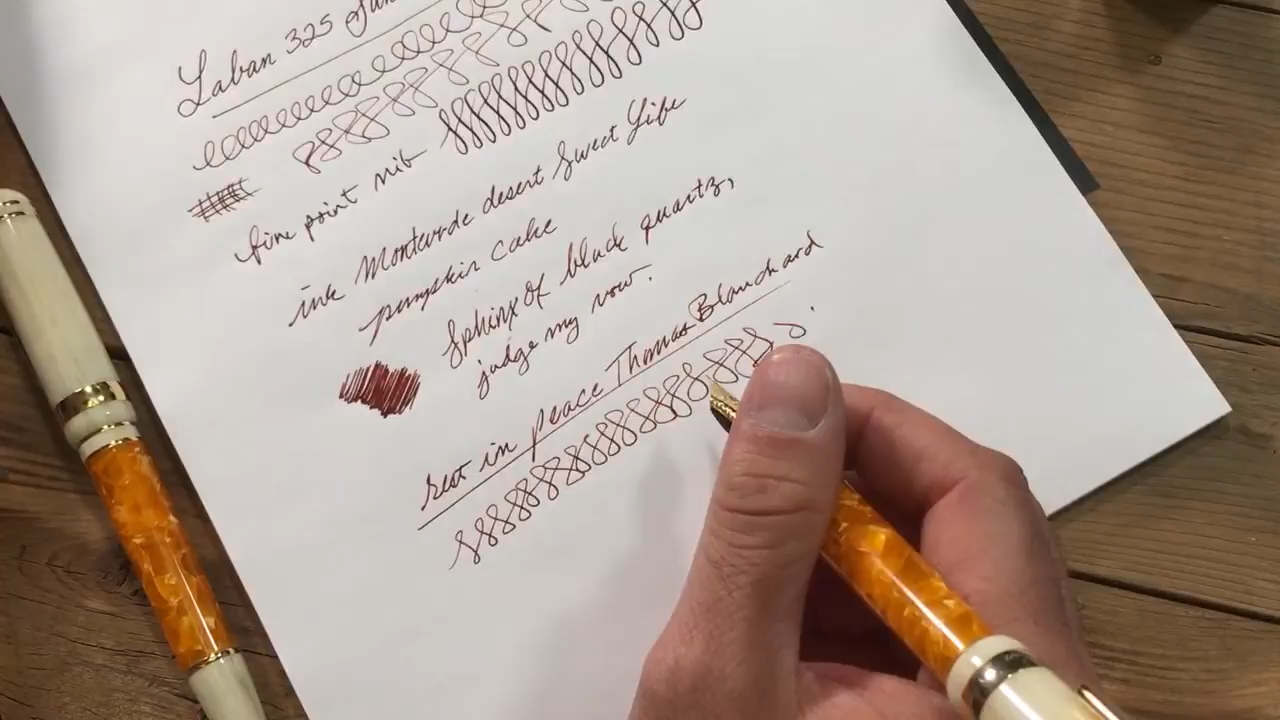 Laban 325
fine point nib
ink Monteverde desert Sweet Life
pumpkin cake
Sphinx of black quartz,
judge my vow.
rest in peace Thomas Blanchard